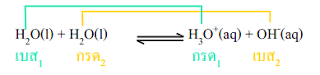 H₂O(l) + H₂O(l) ⇌ H₃O⁺(aq) + OH⁻(aq)
เบส₁ กรด₂ กรด₁ เบส₂